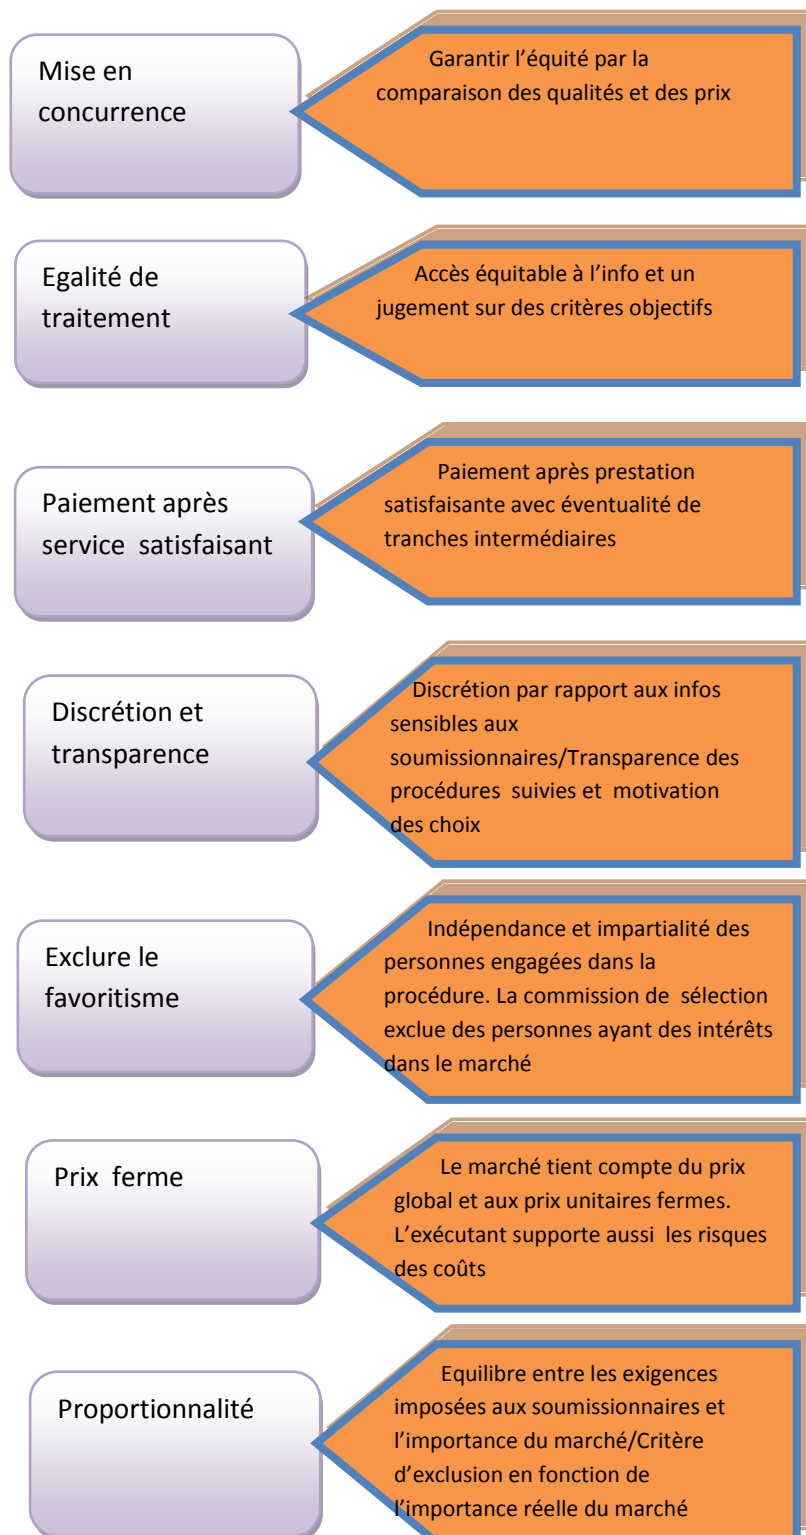 Mise en
concurrence
Garantir l’équité par la
comparaison des qualités et des prix
Egalité de
traitement
Accès équitable à l’info et un
jugement sur des critères objectifs
Paiement après
service satisfaisant
Paiement après prestation
satisfaisante avec éventualité de
tranches intermédiaires
Discrétion et
transparence
Discrétion par rapport aux infos
sensibles aux
soumissionnaires/Transparence des
procédures suivies et motivation
des choix
Exclure le
favoritisme
Indépendance et impartialité des
personnes engagées dans la
procédure. La commission de sélection
exclue des personnes ayant des intérêts
dans le marché
Prix ferme
Le marché tient compte du prix
global et aux prix unitaires fermes.
L’exécutant supporte aussi les risques
des coûts
Proportionnalité
Equilibre entre les exigences
imposées aux soumissionnaires et
l’importance du marché/Critère
d’exclusion en fonction de
l’importance réelle du marché